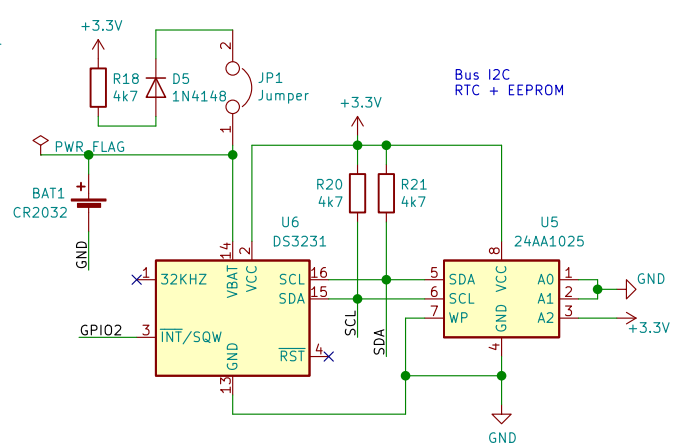 +3.3V
2
R18
4k7
D5
1N4148
JP1
Jumper
1
Bus I2C
RTC + EEPROM
+3.3V
PWR_FLAG
+
BAT1
CR2032
GND
R20
4k7
R21
4k7
U6
DS3231
U5
24AA1025
14
2
8
1
32KHZ
VBAT
VCC
SCL
16
SDA
15
5
SDA
6
SCL
7
WP
VCC
GND
A0
1
A1
2
A2
3
GND
+3.3V
GPIO2
3
INT/SQW
GND
RST
4
SCL
SDA
4
13
GND